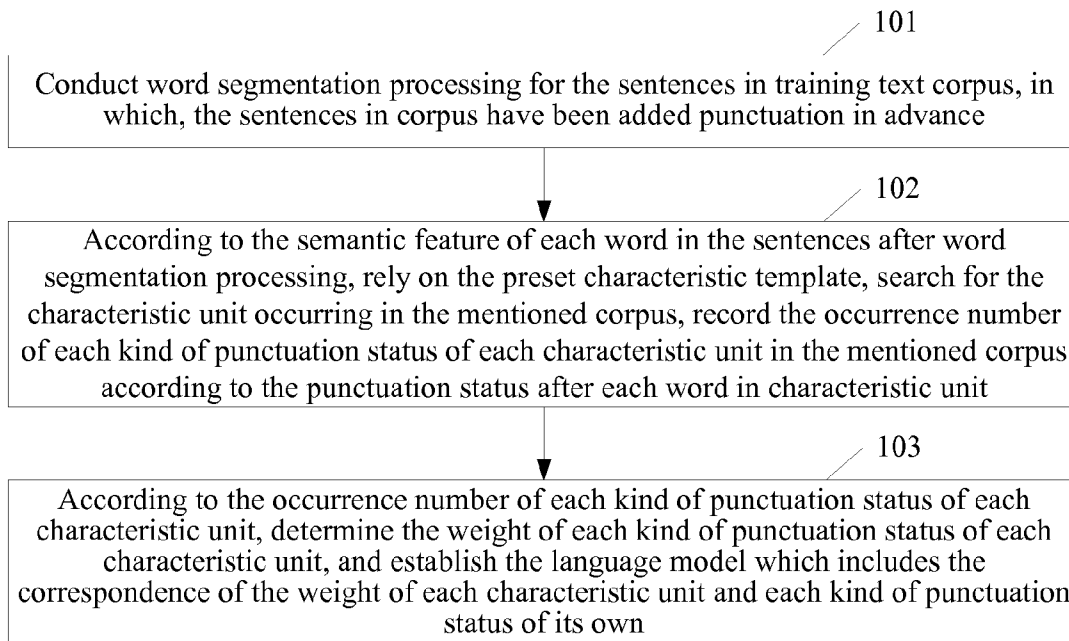 101
Conduct word segmentation processing for the sentences in training text corpus, in
which, the sentences in corpus have been added punctuation in advance
102
According to the semantic feature of each word in the sentences after word
segmentation processing, rely on the preset characteristic template, search for the
characteristic unit occurring in the mentioned corpus, record the occurrence number
of each kind of punctuation status of each characteristic unit in the mentioned corpus
according to the punctuation status after each word in characteristic unit
103
According to the occurrence number of each kind of punctuation status of each
characteristic unit, determine the weight of each kind of punctuation status of each
characteristic unit, and establish the language model which includes the
correspondence of the weight of each characteristic unit and each kind of punctuation
status of its own